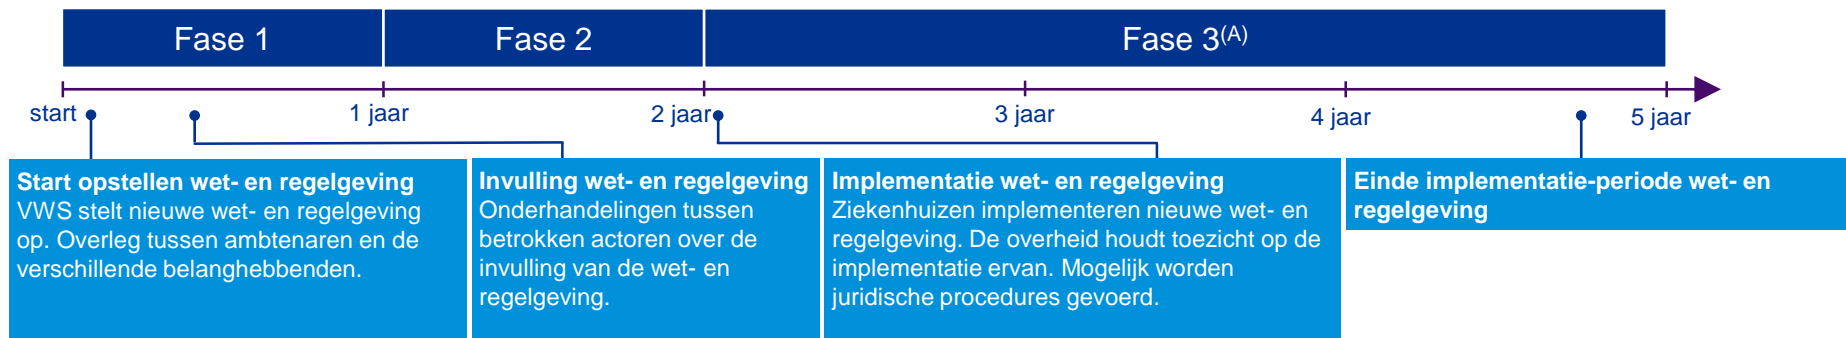 Fase 1
Fase 2
Fase 3(A)
start
1 jaar
2 jaar
3 jaar
4 jaar
5 jaar
Start opstellen wet- en regelgeving
VWS stelt nieuwe wet- en regelgeving
op. Overleg tussen ambtenaren en de
verschillende belanghebbenden.
Invulling wet- en regelgeving
Onderhandelingen tussen
betrokken actoren over de
invulling van de wet- en
regelgeving.
Implementatie wet- en regelgeving
Ziekenhuizen implementeren nieuwe wet- en
regelgeving. De overheid houdt toezicht op de
implementatie ervan. Mogelijk worden
juridische procedures gevoerd.
Einde implementatie-periode wet- en
regelgeving